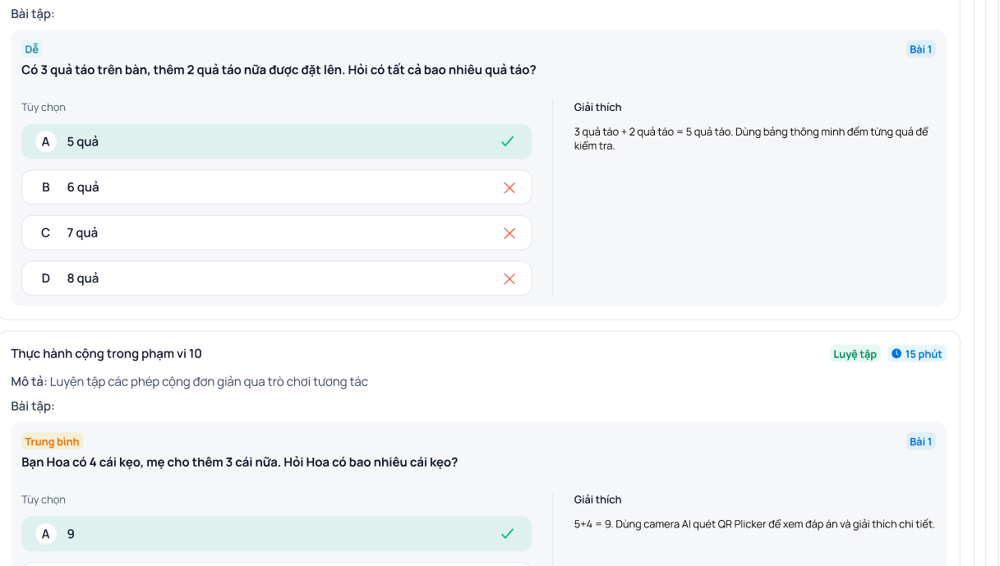 Bài tập:
Dễ
Bài 1
Có 3 quả táo trên bàn, thêm 2 quả táo nữa được đặt lên. Hỏi có tất cả bao nhiêu quả táo?
Tùy chọn
A 5 quả
B 6 quả
C 7 quả
D 8 quả
Giải thích
3 quả táo + 2 quả táo = 5 quả táo. Dùng bảng thông minh đếm từng quả để
kiểm tra.
Thực hành cộng trong phạm vi 10
Luyệ tập
15 phút
Mô tả: Luyện tập các phép cộng đơn giản qua trò chơi tương tác
Bài tập:
Trung bình
Bài 1
Bạn Hoa có 4 cái kẹo, mẹ cho thêm 3 cái nữa. Hỏi Hoa có bao nhiêu cái kẹo?
Tùy chọn
A 9
Giải thích
5+4 = 9. Dùng camera AI quét QR Plicker để xem đáp án và giải thích chi tiết.